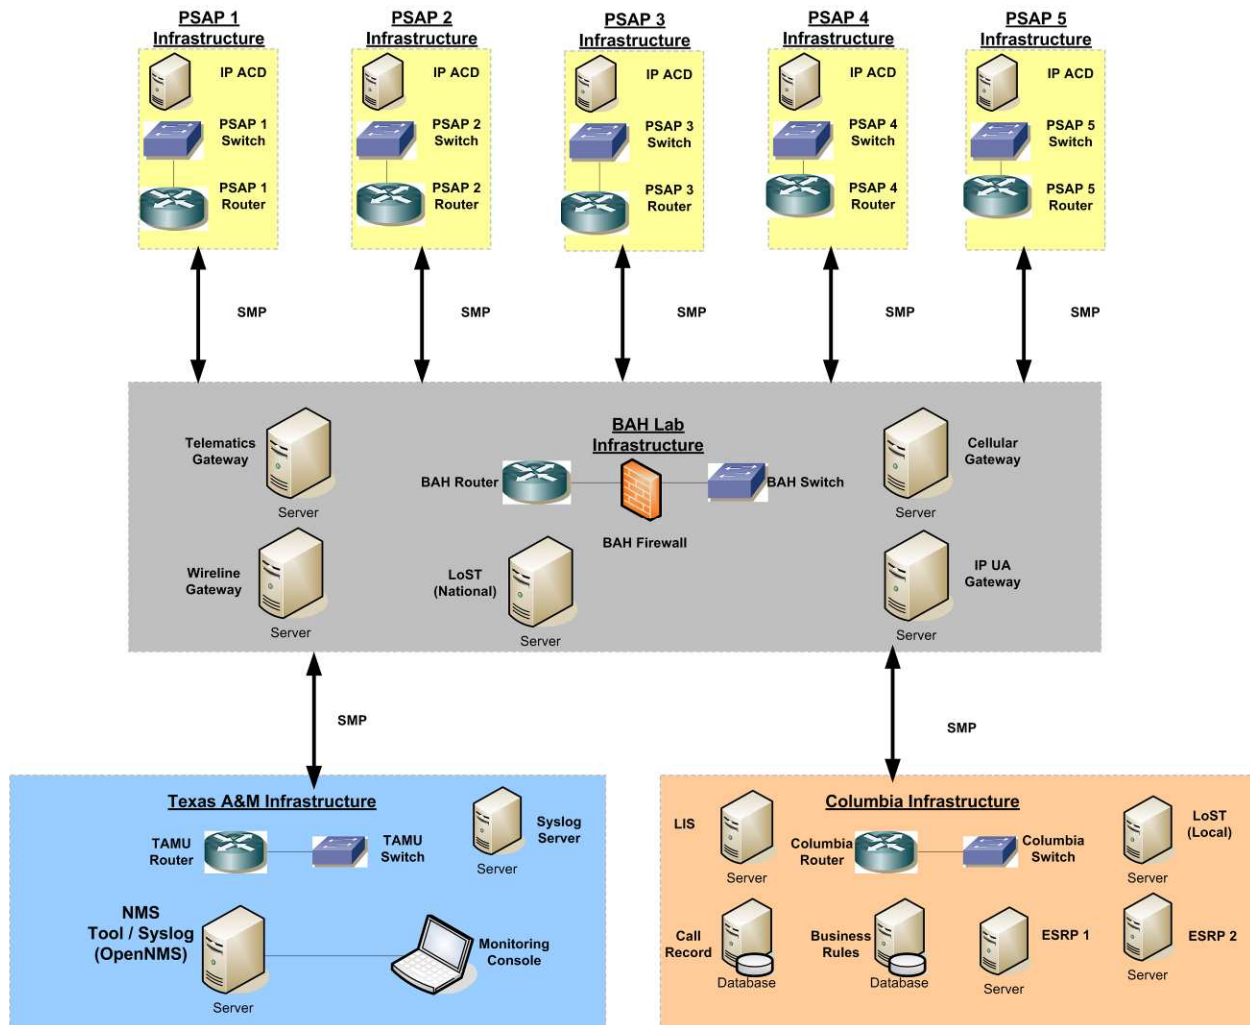 PSAP 1
Infrastructure
PSAP 2
Infrastructure
PSAP 3
Infrastructure
PSAP 4
Infrastructure
PSAP 5
Infrastructure
IP ACD
PSAP 1
Switch
PSAP 1
Router
IP ACD
PSAP 2
Switch
PSAP 2
Router
IP ACD
PSAP 3
Switch
PSAP 3
Router
IP ACD
PSAP 4
Switch
PSAP 4
Router
IP ACD
PSAP 5
Switch
PSAP 5
Router
SMP
SMP
SMP
SMP
SMP
BAH Lab
Infrastructure
Telematics
Gateway
Server
BAH Router
BAH Firewall
BAH Switch
Cellular
Gateway
Server
Wireline
Gateway
Server
LoST
(National)
Server
IP UA
Gateway
Server
SMP
SMP
Texas A&M Infrastructure
TAMU
Router
TAMU
Switch
Syslog
Server
Server
NMS
Tool / Syslog
(OpenNMS)
Server
Monitoring
Console
Columbia Infrastructure
LIS
Server
Columbia
Router
Columbia
Switch
LoST
(Local)
Server
Call
Record
Database
Business
Rules
Database
ESRP 1
Server
ESRP 2
Server